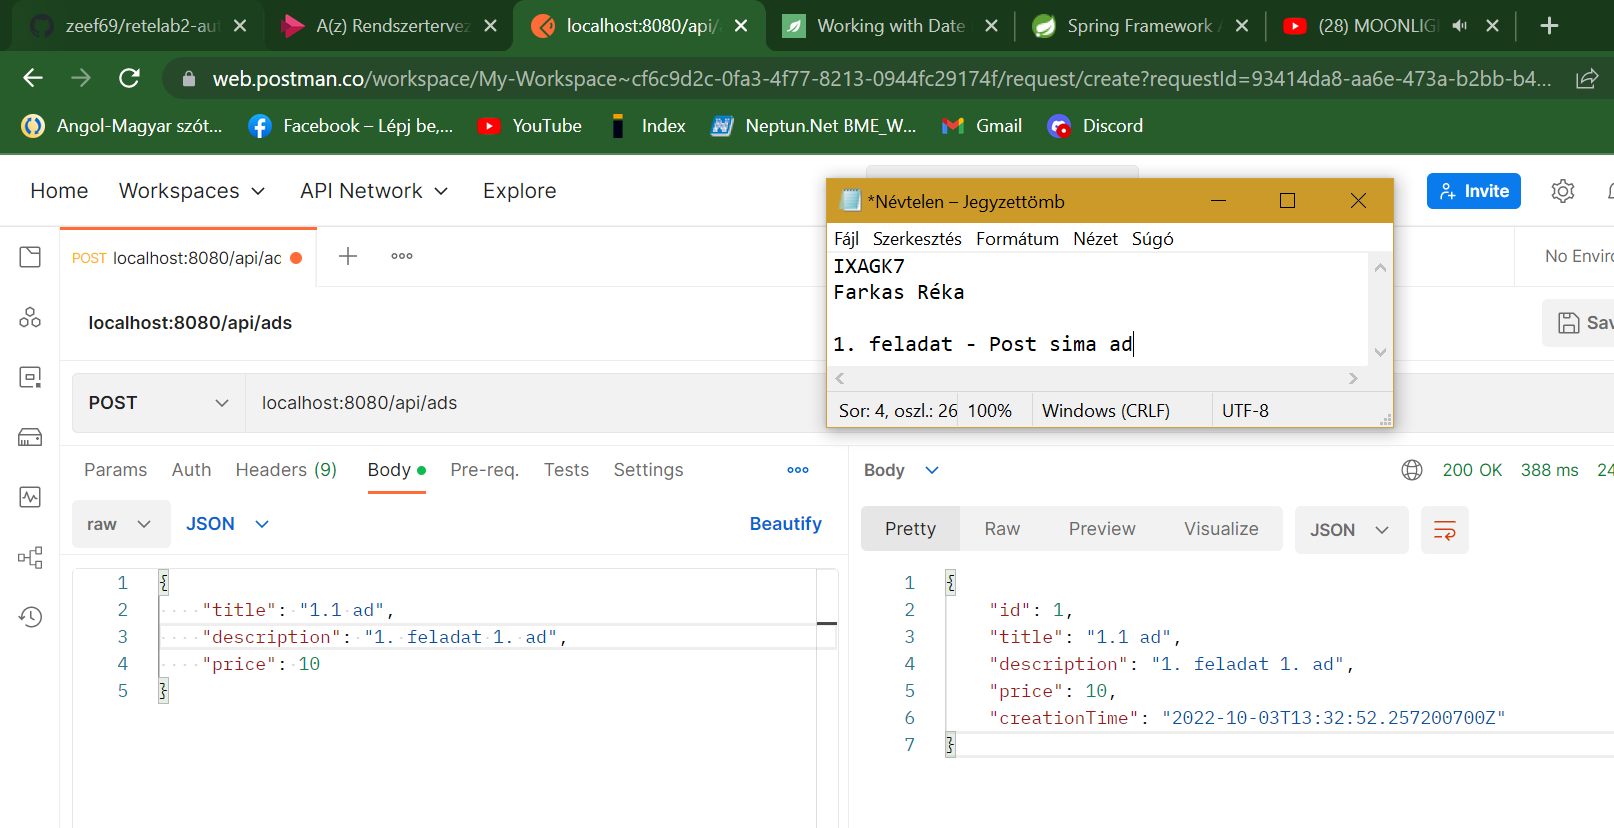 zeef69/retelab2-aut
A(z) Rendszertervez
localhost:8080/api/
Working with Date
Spring Framework A
(28) MOONLIG
web.postman.co/workspace/My-Workspace~cf6c9d2c-0fa3-4f77-8213-0944fc29174f/request/create?requestId=93414da8-aa6e-473a-b2bb-b4...
Angol-Magyar szót...
Facebook – Lépj be,...
YouTube
Index
Neptun.Net BME_W...
Gmail
Discord
Home
Workspaces
API Network
Explore
Invite
*Névtelen – Jegyzettömb
Fájl Szerkesztés Formátum Nézet Súgó
IXAGK7
Farkas Réka
1. feladat - Post sima ad
Sor: 4, oszl.: 26
100%
Windows (CRLF)
UTF-8
POST localhost:8080/api/ad
No Enviro
localhost:8080/api/ads
Sav
POST
localhost:8080/api/ads
Params Auth Headers (9) Body Pre-req. Tests Settings
raw
JSON
Beautify
1 {
2 "title": "1.1 ad",
3 "description": "1. feladat 1. ad",
4 "price": 10
5 }
Body
200 OK 388 ms 24
Pretty Raw Preview Visualize
JSON
1 {
2 "id": 1,
3 "title": "1.1 ad",
4 "description": "1. feladat 1. ad",
5 "price": 10,
6 "creationTime": "2022-10-03T13:32:52.257200700Z"
7 }